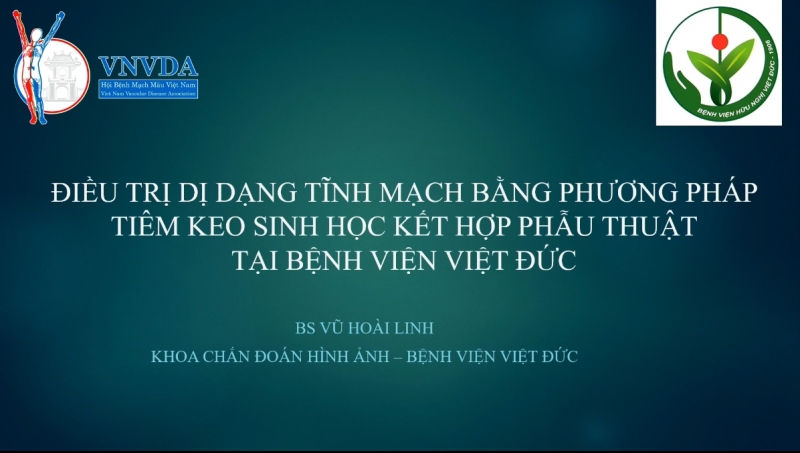 VNVDA
Hội Bệnh Mạch Máu Việt Nam
Viet Nam Vascular Disease Association
BỆNH VIỆN HỮU NGHỊ VIỆT ĐỨC - 1906
ĐIỀU TRỊ DỊ DẠNG TĨNH MẠCH BẰNG PHƯƠNG PHÁP
TIÊM KEO SINH HỌC KẾT HỢP PHẪU THUẬT
TẠI BỆNH VIỆN VIỆT ĐỨC
BS VŨ HOÀI LINH
KHOA CHẨN ĐOÁN HÌNH ẢNH – BỆNH VIỆN VIỆT ĐỨC